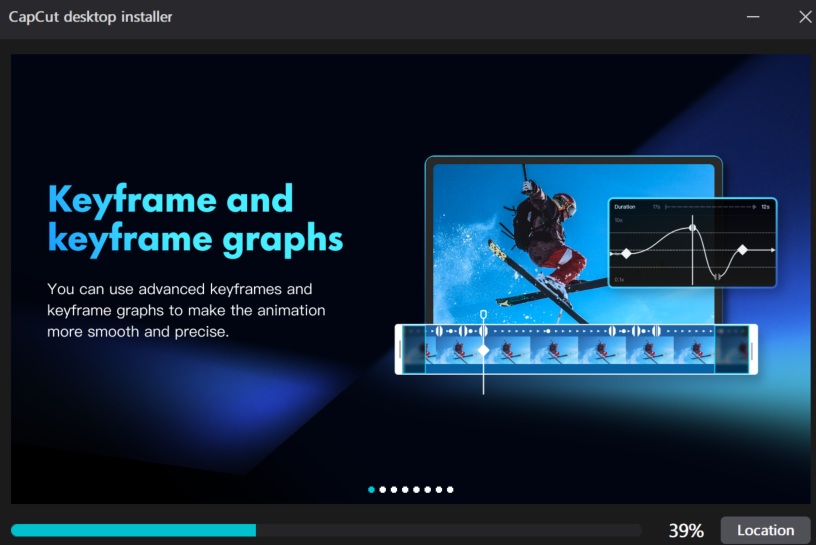 CapCut desktop installer
Keyframe and
keyframe graphs
You can use advanced keyframes and
keyframe graphs to make the animation
more smooth and precise.
Duration 17s 12s
10x
0.1x
39%
Location